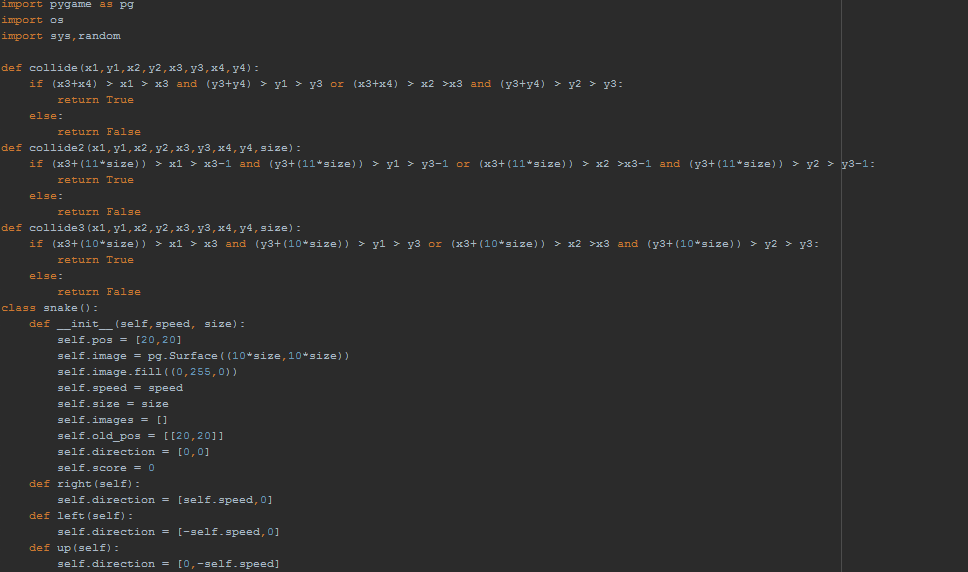 import pygame as pg
import os
import sys,random
def collide(x1,y1,x2,y2,x3,y3,x4,y4):
    if (x3+x4) > x1 > x3 and (y3+y4) > y1 > y3 or (x3+x4) > x2 >x3 and (y3+y4) > y2 > y3:
        return True
    else:
        return False
def collide2(x1,y1,x2,y2,x3,y3,x4,y4,size):
    if (x3+(11*size)) > x1 > x3-1 and (y3+(11*size)) > y1 > y3-1 or (x3+(11*size)) > x2 >x3-1 and (y3+(11*size)) > y2 > y3-1:
        return True
    else:
        return False
def collide3(x1,y1,x2,y2,x3,y3,x4,y4,size):
    if (x3+(10*size)) > x1 > x3 and (y3+(10*size)) > y1 > y3 or (x3+(10*size)) > x2 >x3 and (y3+(10*size)) > y2 > y3:
        return True
    else:
        return False
class snake():
    def __init__(self,speed, size):
        self.pos = [20,20]
        self.image = pg.Surface((10*size,10*size))
        self.image.fill((0,255,0))
        self.speed = speed
        self.size = size
        self.images = []
        self.old_pos = [[20,20]]
        self.direction = [0,0]
        self.score = 0
    def right(self):
        self.direction = [self.speed,0]
    def left(self):
        self.direction = [-self.speed,0]
    def up(self):
        self.direction = [0,-self.speed]